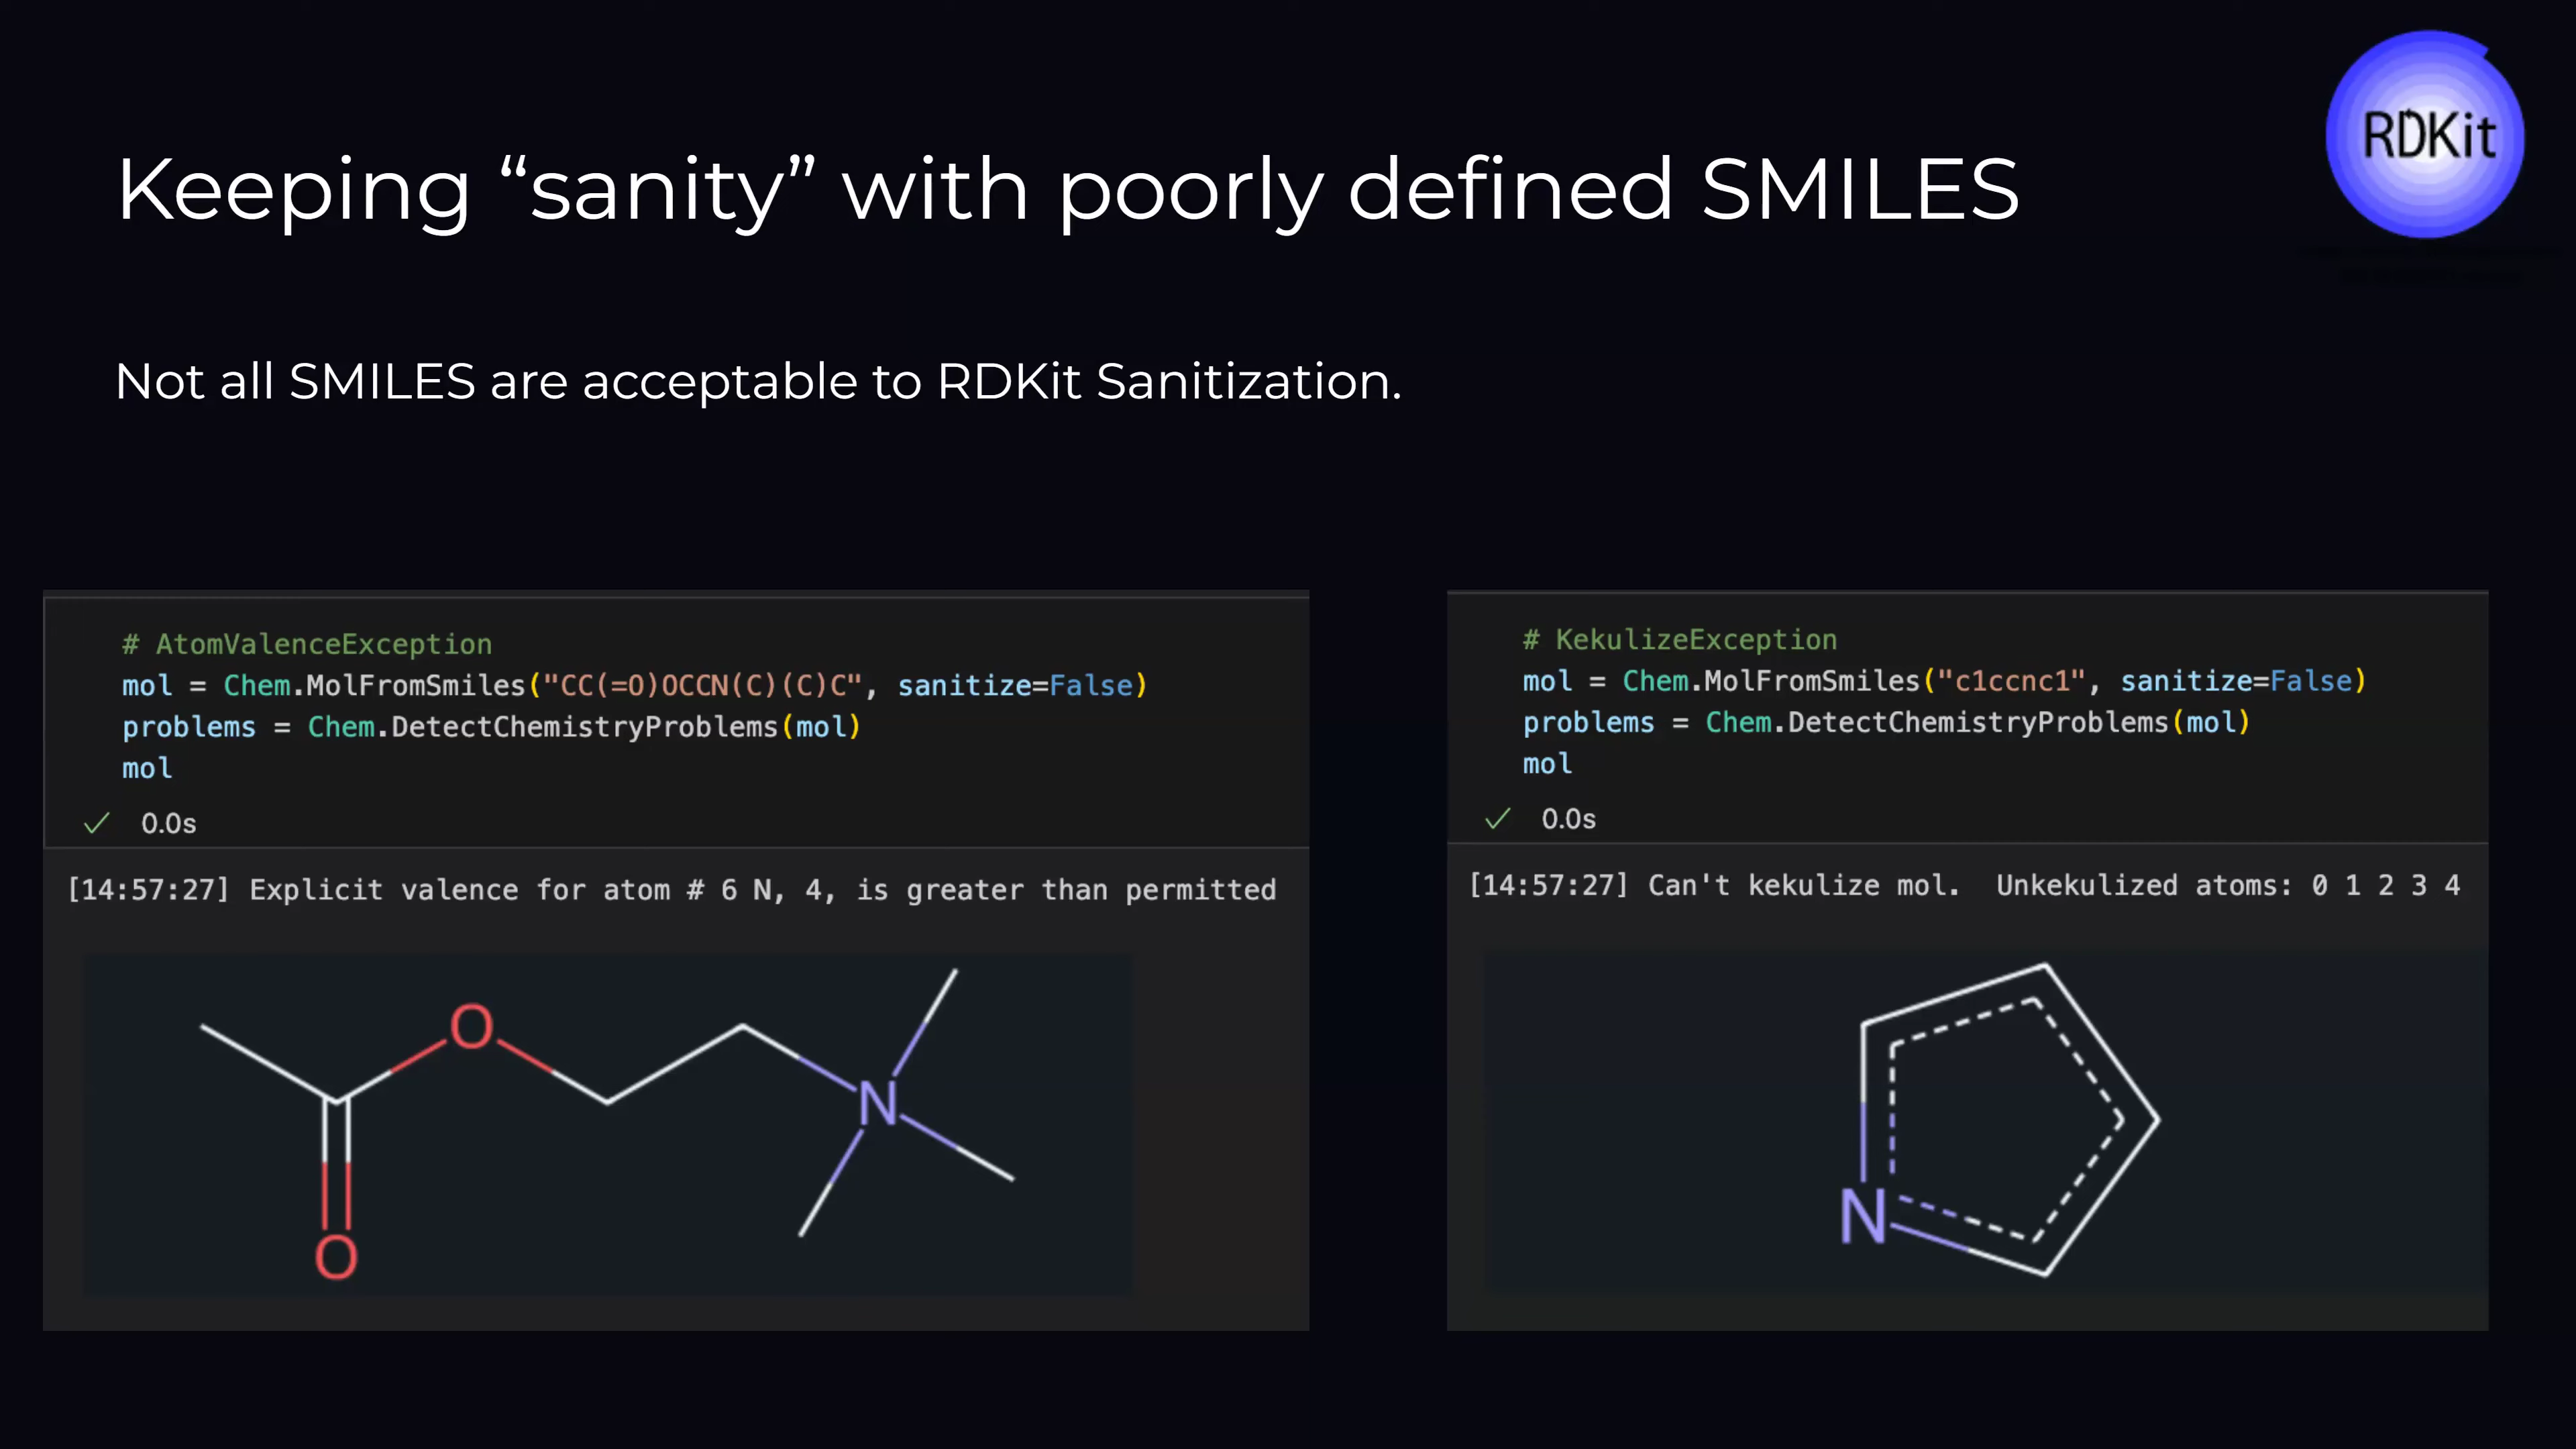 RDKit
Keeping “sanity” with poorly defined SMILES
Not all SMILES are acceptable to RDKit Sanitization.
# AtomValenceException
mol = Chem.MolFromSmiles("CC(=O)OCCN(C)(C)C", sanitize=False)
problems = Chem.DetectChemistryProblems(mol)
mol
✓ 0.0s
[14:57:27] Explicit valence for atom # 6 N, 4, is greater than permitted
O
N
O
# KekulizeException
mol = Chem.MolFromSmiles("c1ccnc1", sanitize=False)
problems = Chem.DetectChemistryProblems(mol)
mol
✓ 0.0s
[14:57:27] Can't kekulize mol.  Unkekulized atoms: 0 1 2 3 4
N